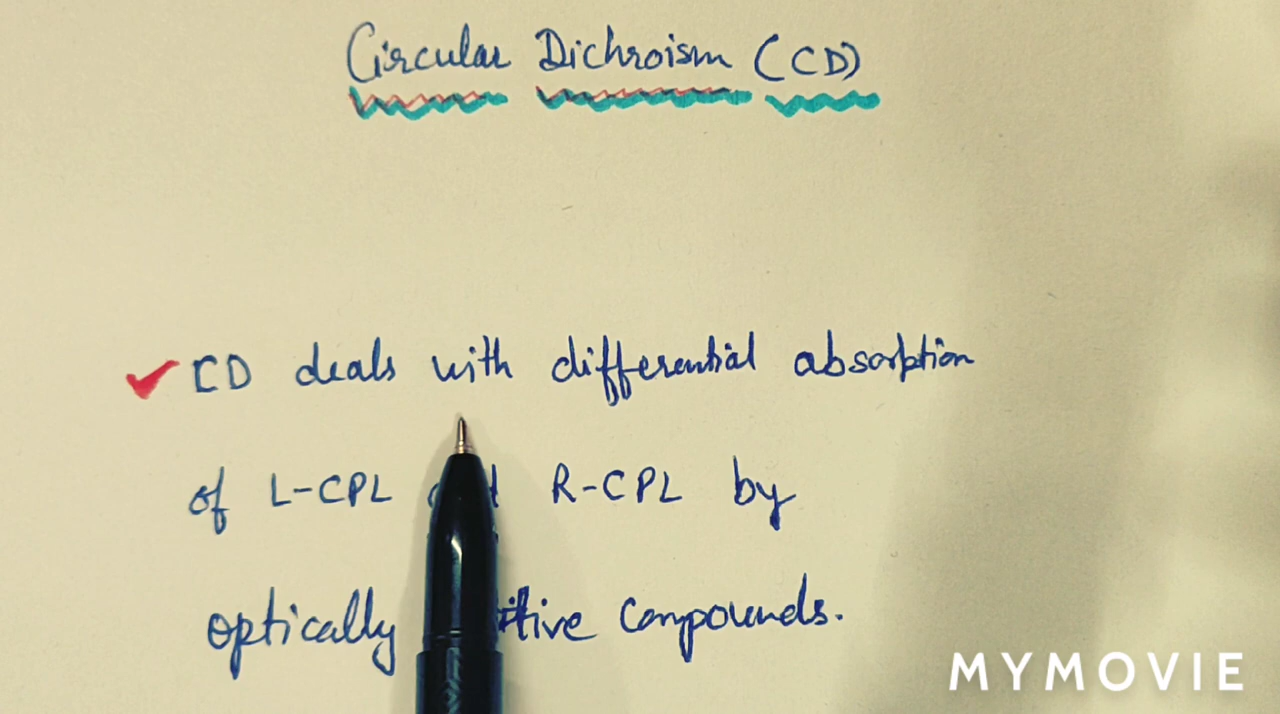 Circular Dichroism (CD)
CD deals with differential absorption
of L-CPL R-CPL by
optically compounds.
MYMOVIE